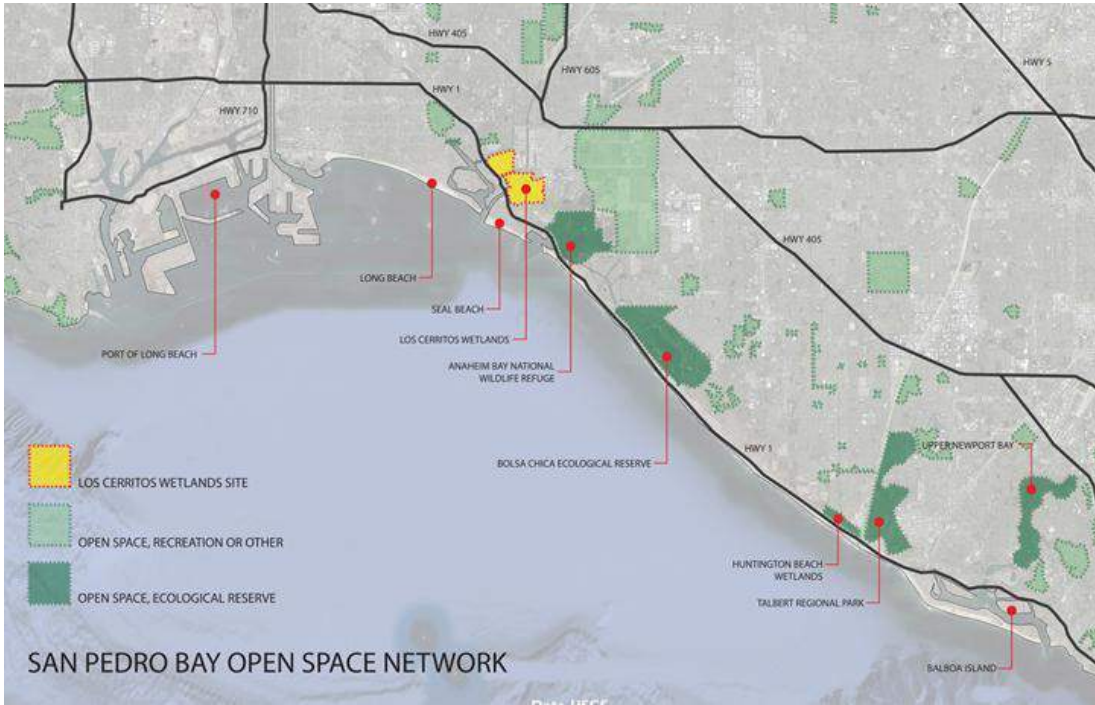 HWY 405
HWY 605
HWY 5
HWY 1
HWY 710
HWY 405
LONG BEACH
SEAL BEACH
LOS CERRITOS WETLANDS
PORT OF LONG BEACH
ANAHEIM BAY NATIONAL
WILDLIFE REFUGE
BOLSA CHICA ECOLOGICAL RESERVE
HWY 1
UPPER NEWPORT BAY
HUNTINGTON BEACH
WETLANDS
TALBERT REGIONAL PARK
BALBOA ISLAND
LOS CERRITOS WETLANDS SITE
OPEN SPACE, RECREATION OR OTHER
OPEN SPACE, ECOLOGICAL RESERVE
SAN PEDRO BAY OPEN SPACE NETWORK